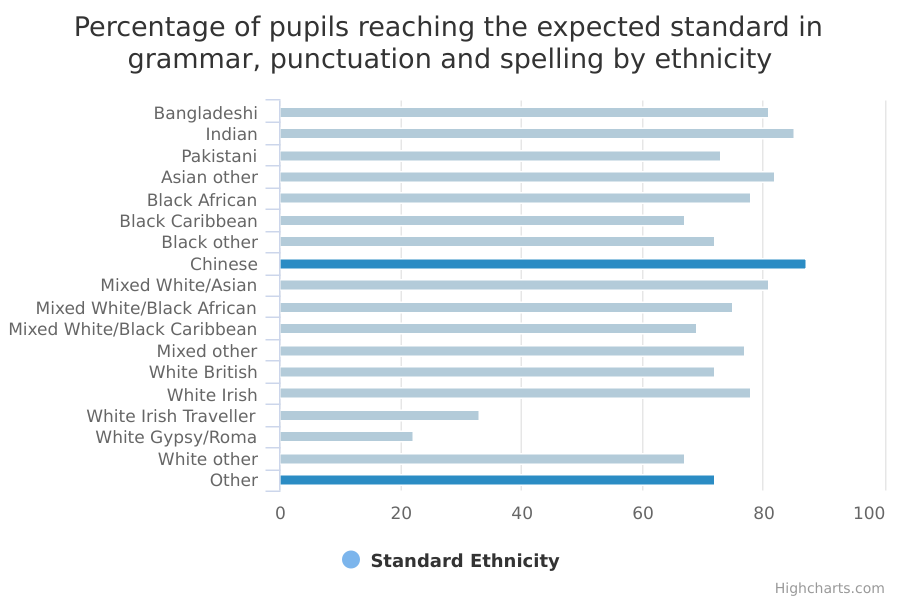 Percentage of pupils reaching the expected standard in
grammar, punctuation and spelling by ethnicity
Bangladeshi
Indian
Pakistani
Asian other
Black African
Black Caribbean
Black other
Chinese
Mixed White/Asian
Mixed White/Black African
Mixed White/Black Caribbean
Mixed other
White British
White Irish
White Irish Traveller
White Gypsy/Roma
White other
Other
0 20 40 60 80 100
Standard Ethnicity
Highcharts.com